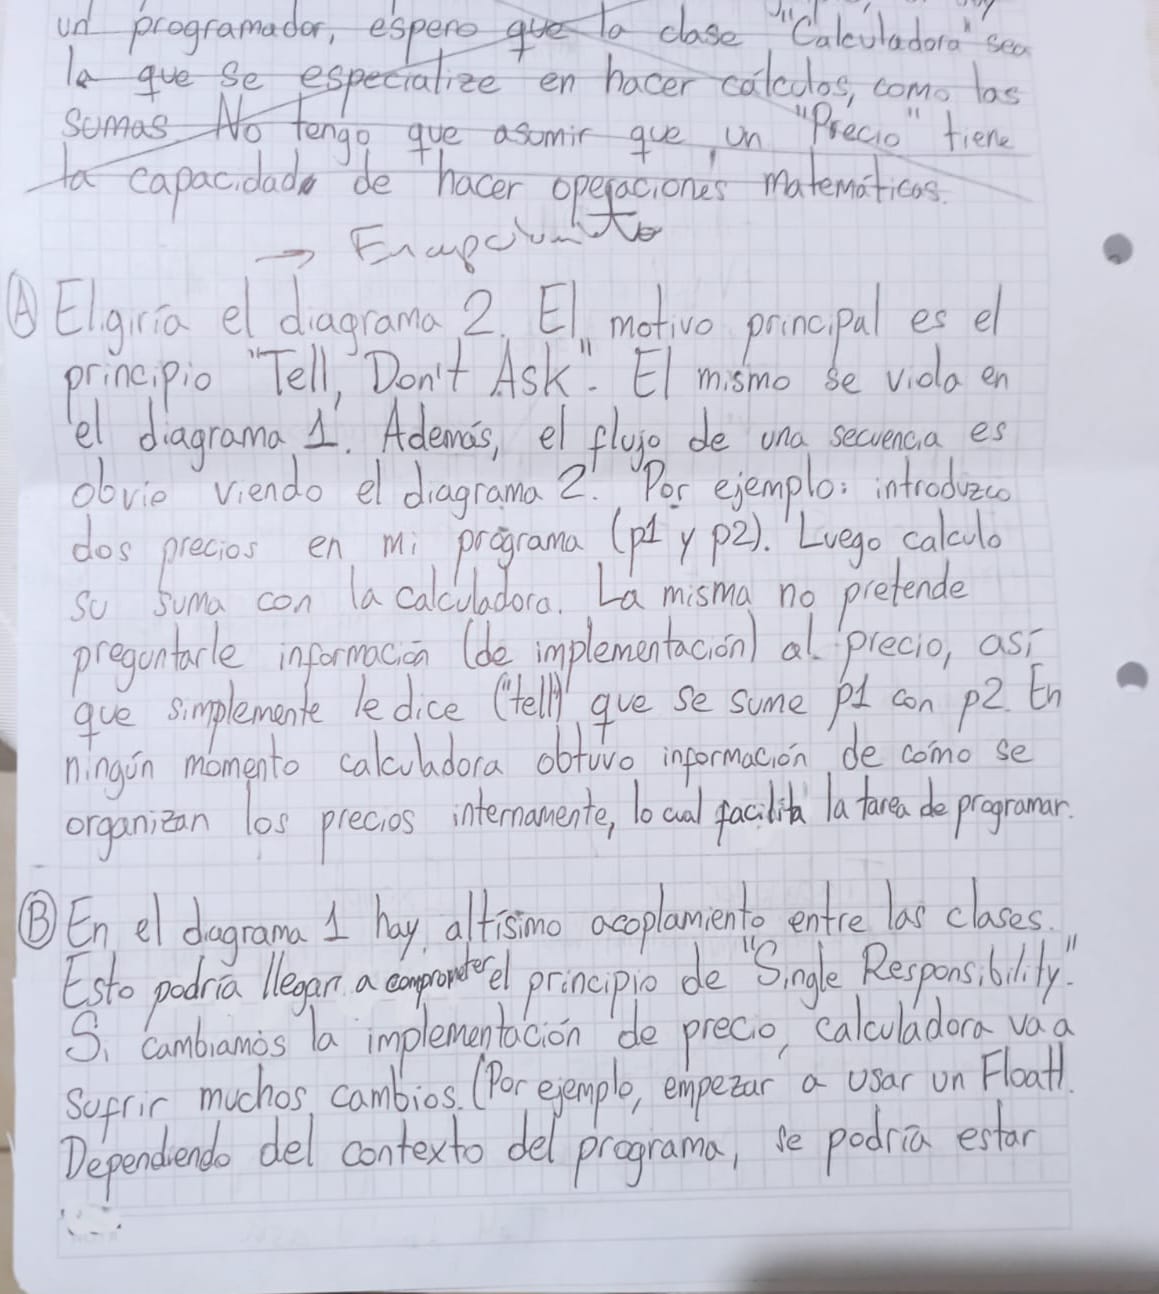 un programador, espero que la clase "Calculadora" sea
la que se especialize en hacer cálculos, como las
sumas No tengo que asumir que un "Precio" tiene
la capacidad de hacer operaciones matemáticas.
→
Ⓐ Elgiría el diagrama 2. El motivo principal es el
principio "Tell, Don't Ask". El mismo se viola en
el diagrama 1. Además, el flujo de una secuencia es
obvio viendo el diagrama 2. Por ejemplo: introduzco
dos precios en mi programa (p1 y p2). Luego calculo
su suma con la calculadora. La misma no pretende
preguntarle información (de implementación) al precio, así
que simplemente le dice ("tell") que se sume p1 con p2. En
ningún momento calculadora obtuvo información de cómo se
organizan los precios internamente, lo cual facilita la tarea de programar.
Ⓑ En el diagrama 1 hay altísimo acoplamiento entre las clases.
Esto podría llegar a comprometer el principio de "Single Responsibility".
Si cambiamos la implementación de precio, calculadora va a
sufrir muchos cambios. (Por ejemplo, empezar a usar un Float).
Dependiendo del contexto del programa, se podría estar